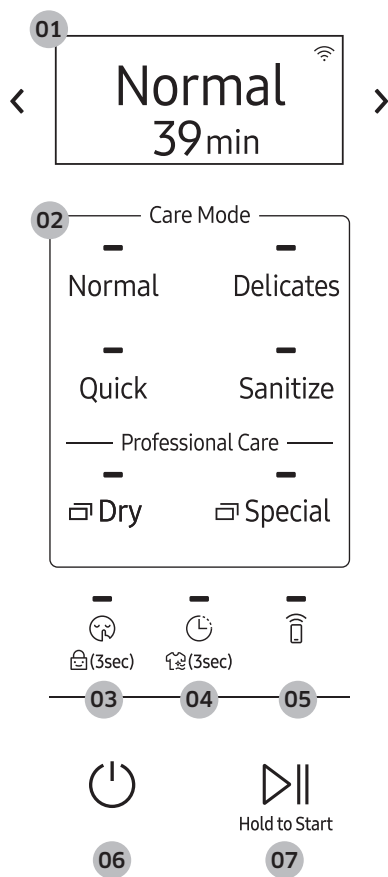 01
Normal
39min
02
Care Mode
Normal Delicates
Quick Sanitize
Professional Care
Dry Special
(3sec) (3sec)
03 04 05
Hold to Start
06 07